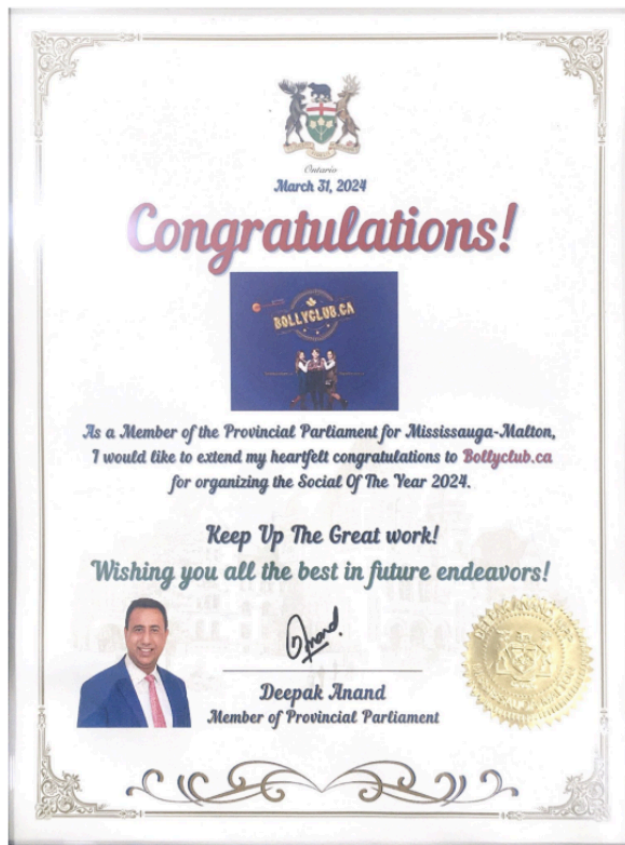 Ontario
March 31, 2024
Congratulations!
BOLLYCLUB.CA
As a Member of the Provincial Parliament for Mississauga-Malton,
I would like to extend my heartfelt congratulations to Bollyclub.ca
for organizing the Social Of The Year 2024.
Keep Up The Great work!
Wishing you all the best in future endeavors!
Anand.
Deepak Anand
Member of Provincial Parliament